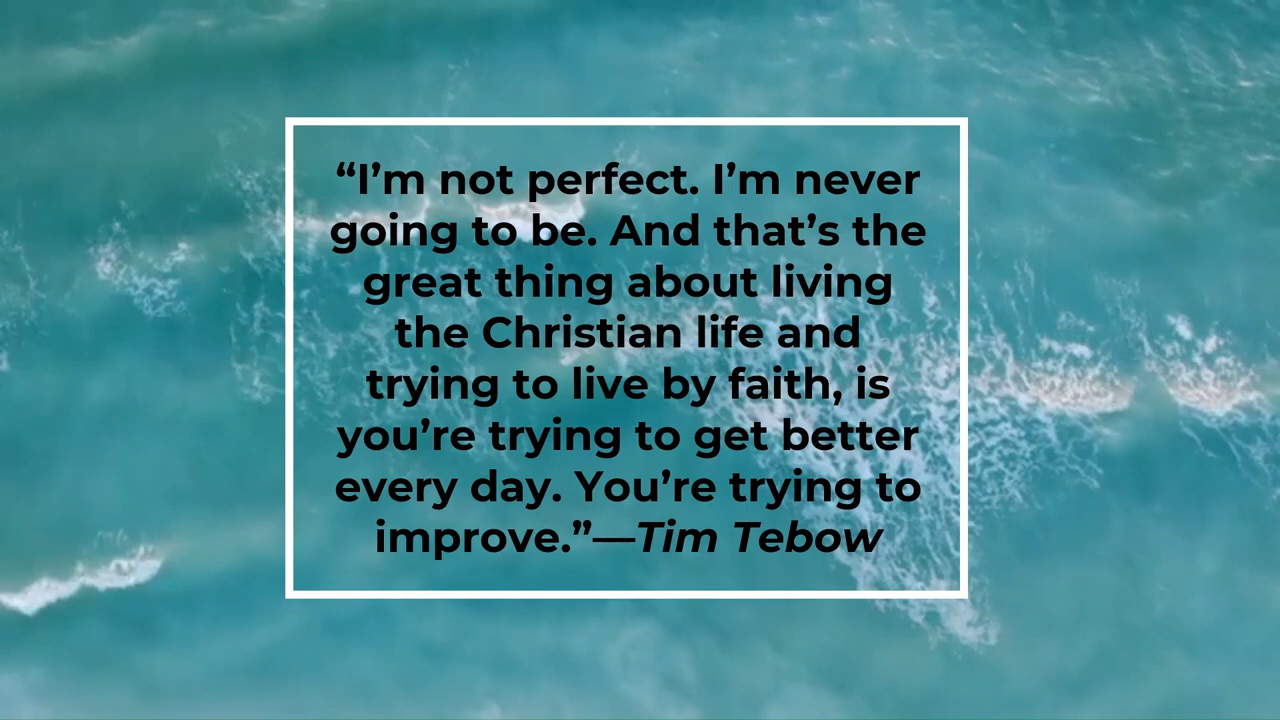 “I’m not perfect. I’m never
going to be. And that’s the
great thing about living
the Christian life and
trying to live by faith, is
you’re trying to get better
every day. You’re trying to
improve.”—Tim Tebow